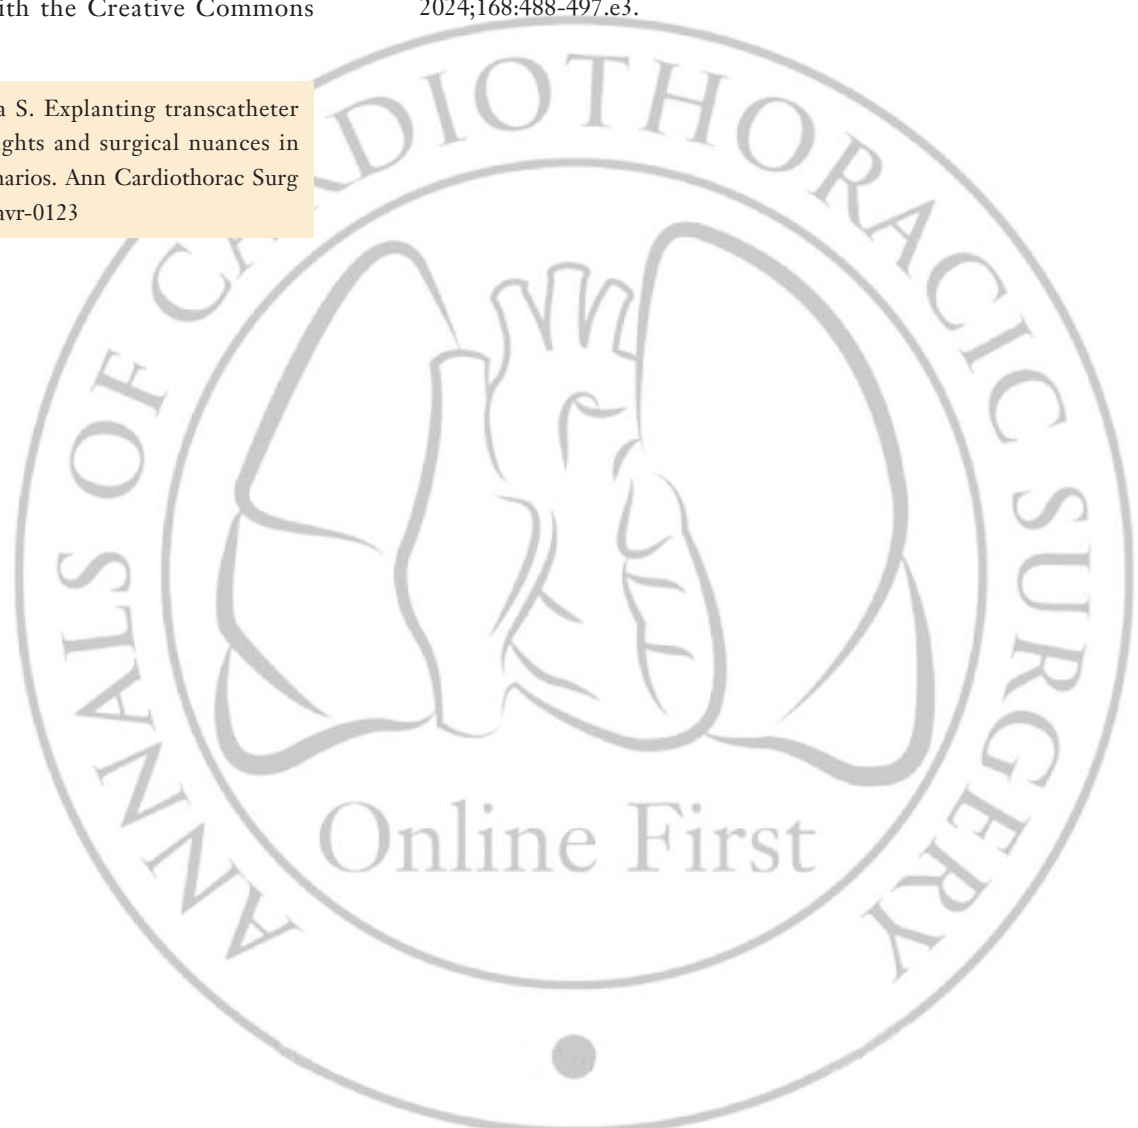 ith the Creative Commons
a S. Explanting transcatheter
ghts and surgical nuances in
narios. Ann Cardiothorac Surg
avr-0123
2024;168:488-497.e3.
ANNALS OF CARDIOTHORACIC SURGERY
Online First